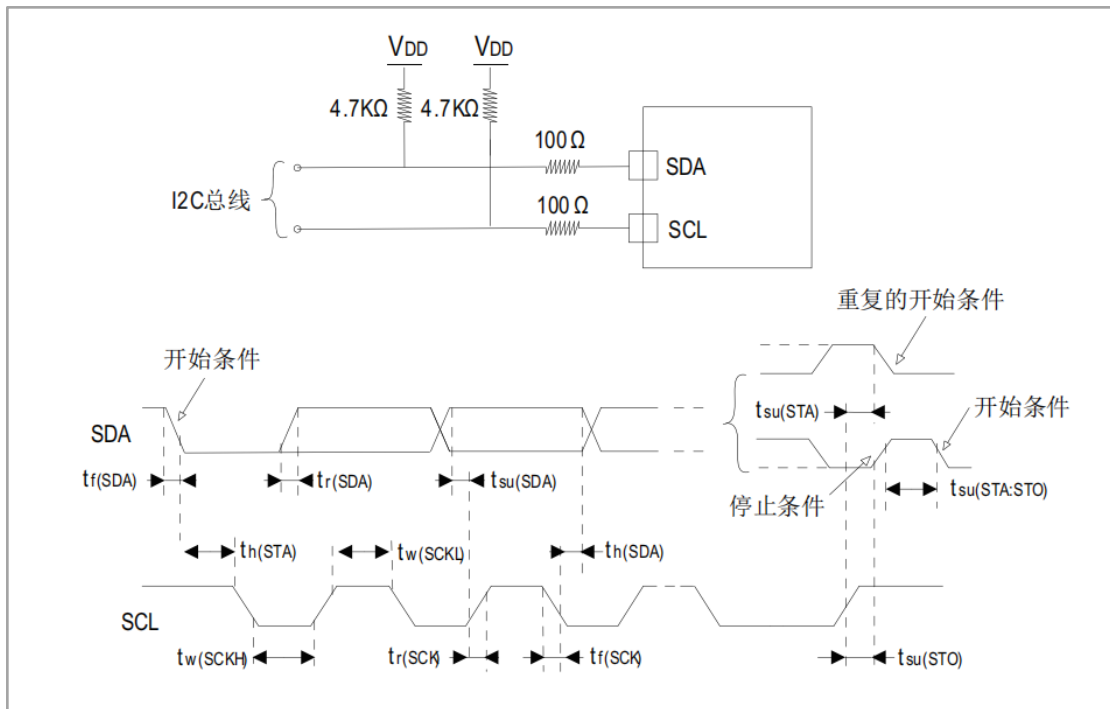 VDD VDD
4.7KΩ 4.7KΩ
100Ω
SDA
I2C总线
100Ω
SCL
重复的开始条件
开始条件
tsu(STA)
开始条件
SDA
tf(SDA) tr(SDA) tsu(SDA)
停止条件 tsu(STA:STO)
th(STA) tw(SCKL) th(SDA)
SCL
tw(SCKH) tr(SCK) tf(SCK) tsu(STO)